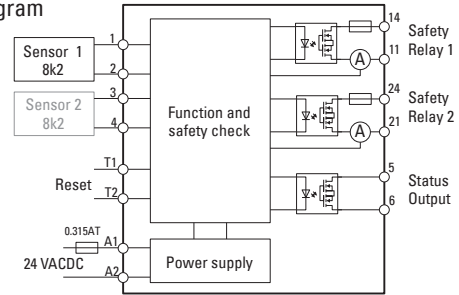 gram
Sensor 1
8k2
Sensor 2
8k2
1
2
3
4
T1
Reset
T2
0.315AT
A1
24 VACDC
A2
Function and
safety check
Power supply
14
Safety
Relay 1
11
A
24
Safety
Relay 2
21
A
5
Status
Output
6